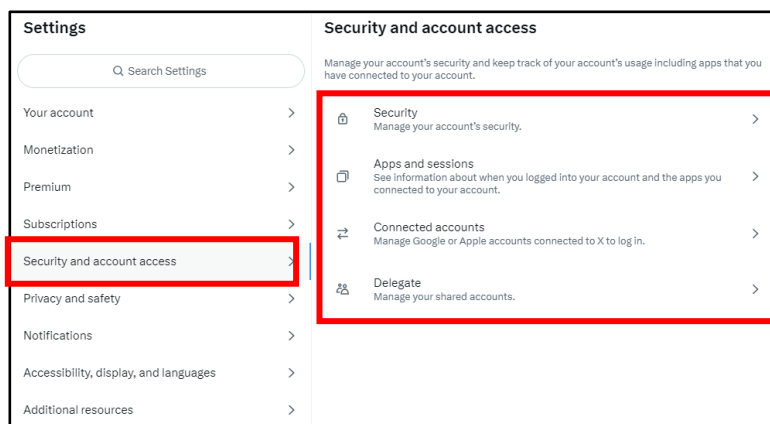 Settings
Search Settings
Your account
Monetization
Premium
Subscriptions
Security and account access
Privacy and safety
Notifications
Accessibility, display, and languages
Additional resources
Security and account access
Manage your account's security and keep track of your account's usage including apps that you
have connected to your account.
Security
Manage your account's security.
Apps and sessions
See information about when you logged into your account and the apps you
connected to your account.
Connected accounts
Manage Google or Apple accounts connected to X to log in.
Delegate
Manage your shared accounts.